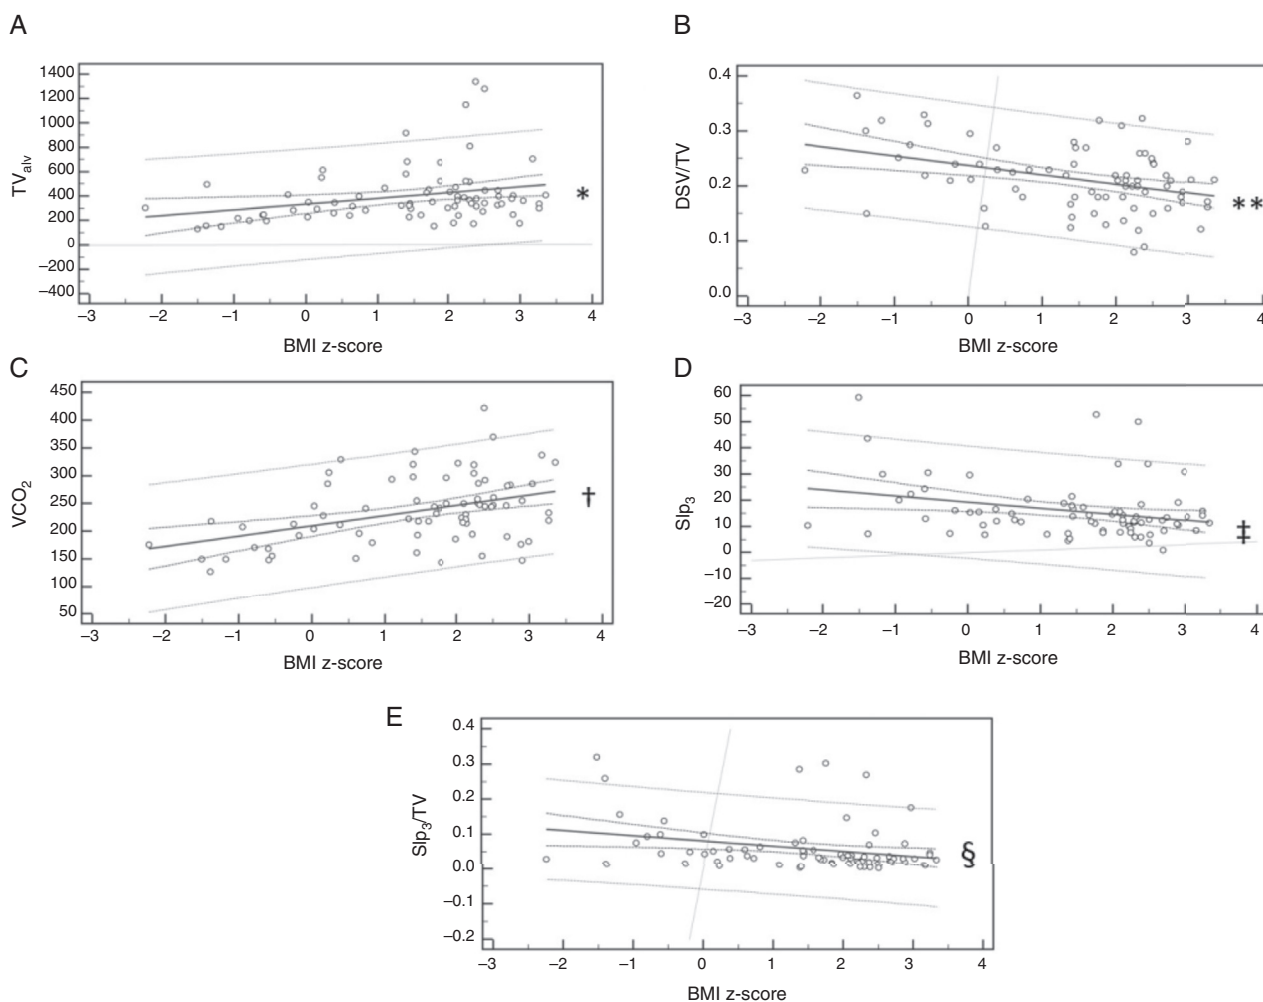 A
TV alv
1400
1200
1000
800
600
400
200
0
−200
−400
*
−3 −2 −1 0 1 2 3 4
BMI z-score
B
DSV/TV
0.4
0.3
0.2
0.1
0.0
**
−3 −2 −1 0 1 2 3 4
BMI z-score
C
VCO2
450
400
350
300
250
200
150
100
50
†
−3 −2 −1 0 1 2 3 4
BMI z-score
D
Slp3
60
50
40
30
20
10
0
−10
−20
‡
−3 −2 −1 0 1 2 3 4
BMI z-score
E
Slp3/TV
0.4
0.3
0.2
0.1
0.0
−0.1
−0.2
§
−3 −2 −1 0 1 2 3 4
BMI z-score